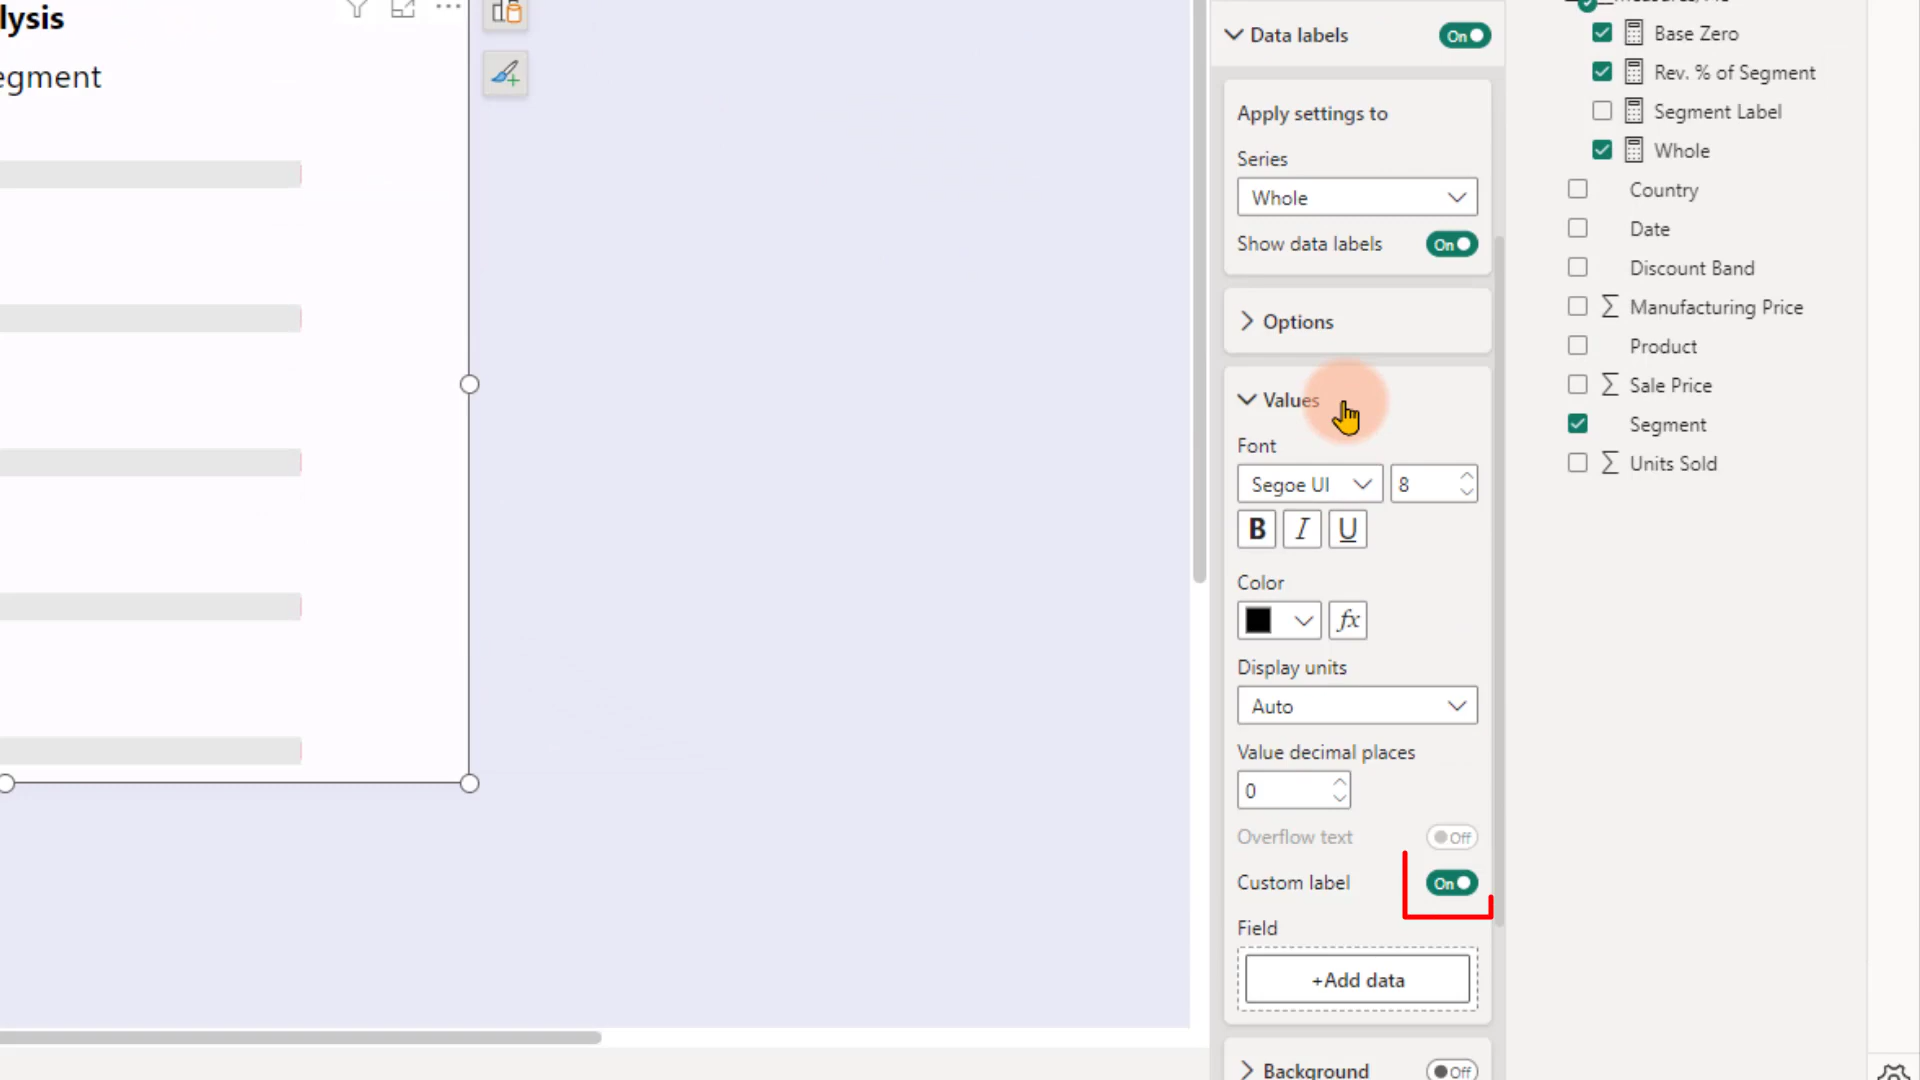 lysis
egment
Data labels
On
Apply settings to
Series
Whole
Show data labels
On
Options
Values
Font
Segoe UI
8
B I U
Color
fx
Display units
Auto
Value decimal places
0
Overflow text
Off
Custom label
On
Field
+Add data
Background
Off
Base Zero
Rev. % of Segment
Segment Label
Whole
Country
Date
Discount Band
∑ Manufacturing Price
Product
∑ Sale Price
Segment
∑ Units Sold